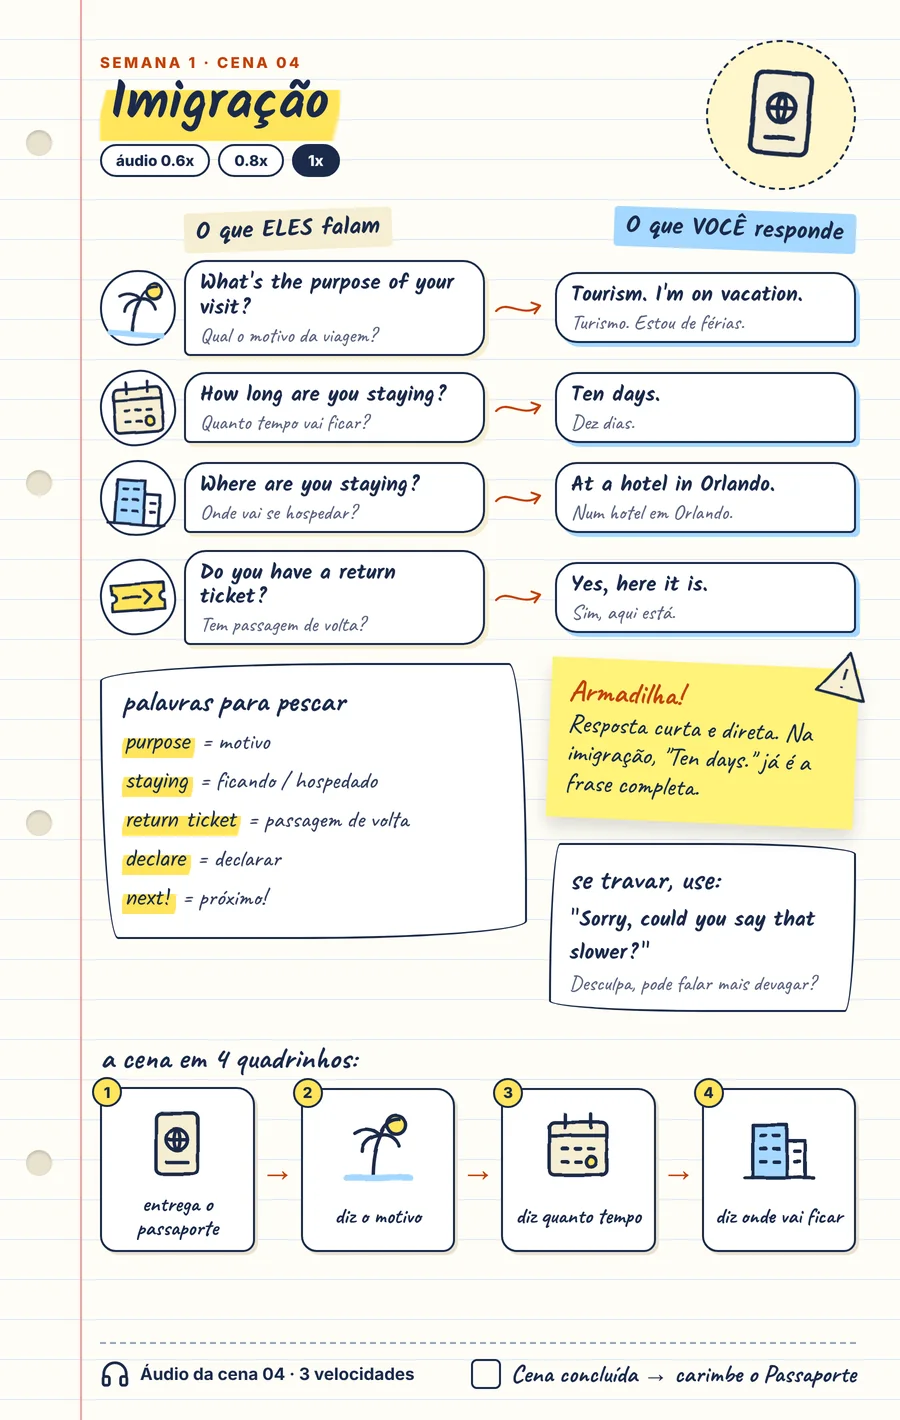 SEMANA 1 · CENA 04
Imigração
áudio 0.6x
0.8x
1x
O que ELES falam
O que VOCÊ responde
What's the purpose of your
visit?
Qual o motivo da viagem?
Tourism. I'm on vacation.
Turismo. Estou de férias.
How long are you staying?
Quanto tempo vai ficar?
Ten days.
Dez dias.
Where are you staying?
Onde vai se hospedar?
At a hotel in Orlando.
Num hotel em Orlando.
Do you have a return
ticket?
Tem passagem de volta?
Yes, here it is.
Sim, aqui está.
palavras para pescar
purpose = motivo
staying = ficando / hospedado
return ticket = passagem de volta
declare = declarar
next! = próximo!
Armadilha!
Resposta curta e direta. Na
imigração, "Ten days." já é a
frase completa.
se travar, use:
"Sorry, could you say that
slower?"
Desculpa, pode falar mais devagar?
a cena em 4 quadrinhos:
1
entrega o
passaporte
→
2
diz o motivo
→
3
diz quanto tempo
→
4
diz onde vai ficar
Áudio da cena 04 · 3 velocidades
Cena concluída → carimbe o Passaporte